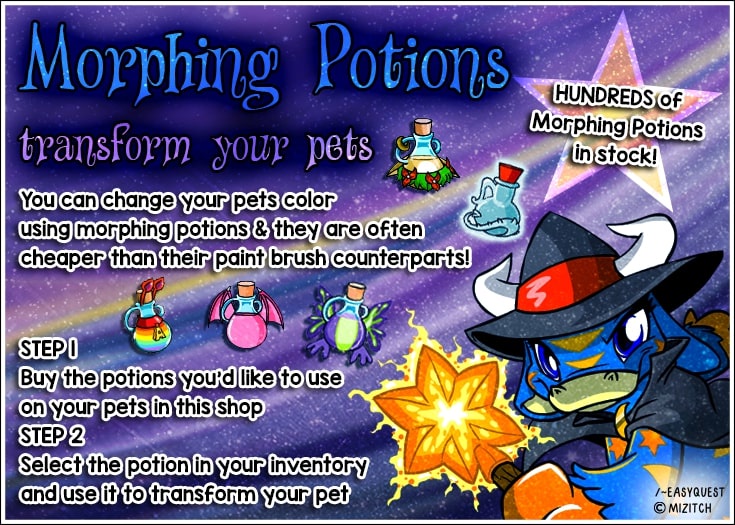 Morphing Potions
transform your pets
HUNDREDS of
Morphing Potions
in stock!
You can change your pets color
using morphing potions & they are often
cheaper than their paint brush counterparts!
STEP 1
Buy the potions you'd like to use
on your pets in this shop
STEP 2
Select the potion in your inventory
and use it to transform your pet
/~EASYQUEST
© MIZITCH